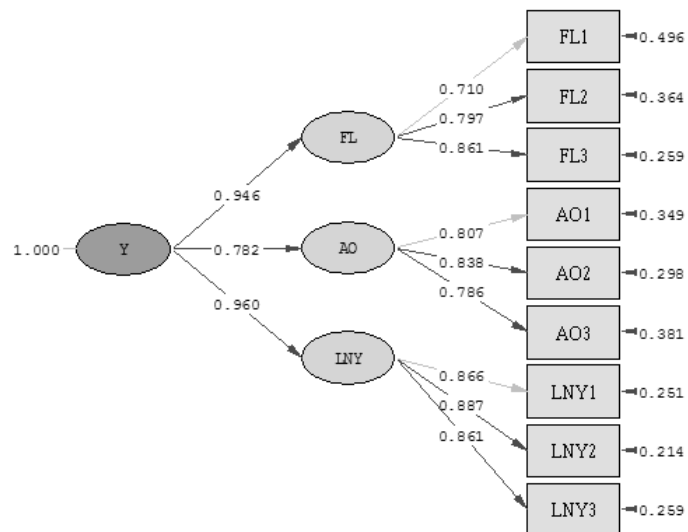 FL1
0.496
0.710
FL2
0.364
0.797
FL
0.861
FL3
0.259
0.946
AO1
0.349
0.807
1.000
Y
0.782
AO
0.838
AO2
0.298
0.786
0.960
AO3
0.381
LNY
0.866
LNY1
0.251
0.887
0.861
LNY2
0.214
LNY3
0.259